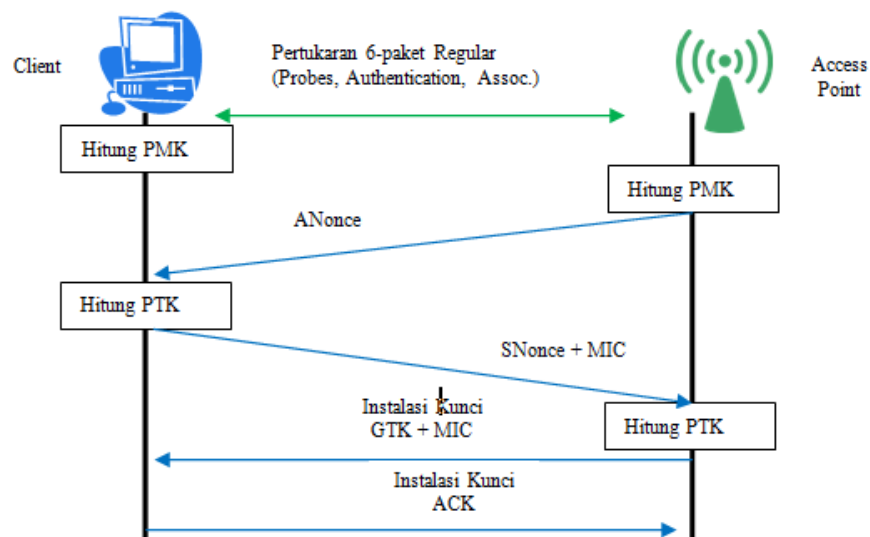 Client
Pertukaran 6-paket Regular
(Probes, Authentication, Assoc.)
Access
Point
Hitung PMK
Hitung PMK
ANonce
Hitung PTK
SNonce + MIC
Instalasi Kunci
GTK + MIC
Hitung PTK
Instalasi Kunci
ACK